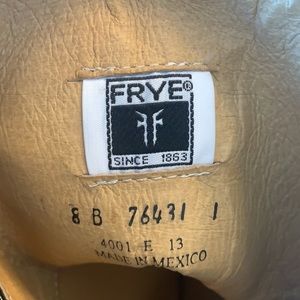 FRYE®
SINCE 1863
8 B 76431 1
4001 E 13
MADE IN MEXICO